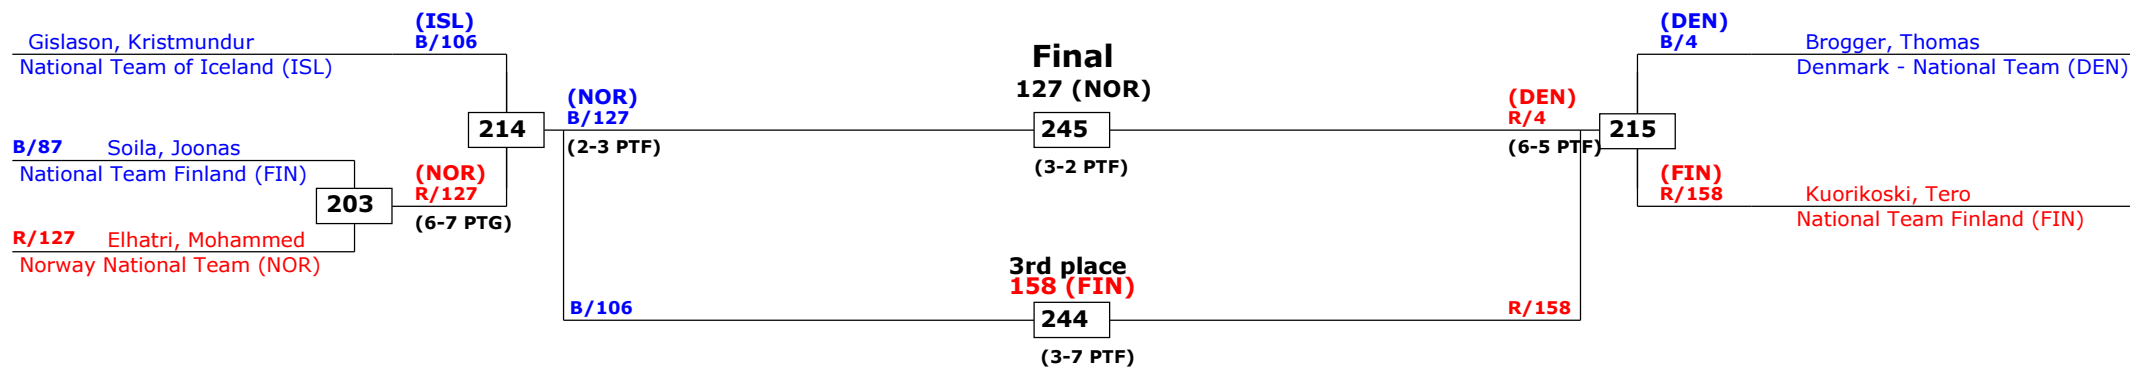 (ISL)
B/106
Gislason, Kristmundur
National Team of Iceland (ISL)
B/87
Soila, Joonas
National Team Finland (FIN)
R/127
Elhatri, Mohammed
Norway National Team (NOR)
203
(NOR)
R/127
(6-7 PTG)
214
(NOR)
B/127
(2-3 PTF)
Final
127 (NOR)
245
(3-2 PTF)
3rd place
158 (FIN)
B/106
244
R/158
(3-7 PTF)
(DEN)
R/4
(6-5 PTF)
215
(DEN)
B/4
Brogger, Thomas
Denmark - National Team (DEN)
(FIN)
R/158
Kuorikoski, Tero
National Team Finland (FIN)